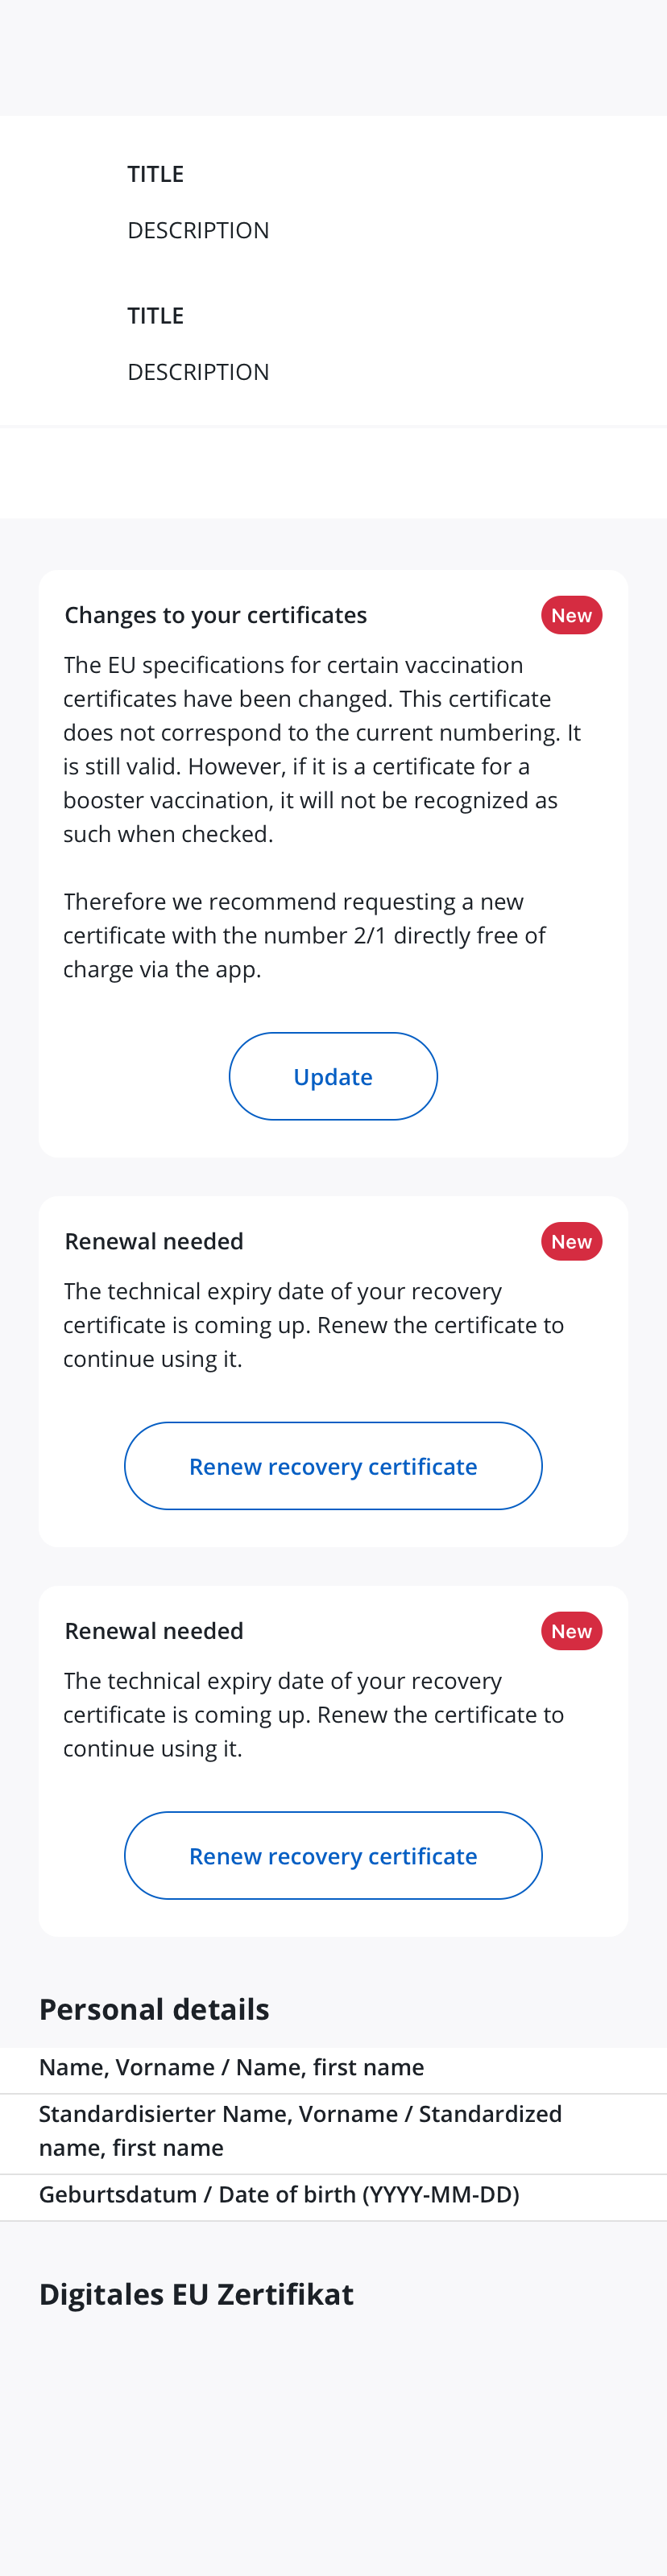 TITLE
DESCRIPTION
TITLE
DESCRIPTION
Changes to your certificates
New
The EU specifications for certain vaccination
certificates have been changed. This certificate
does not correspond to the current numbering. It
is still valid. However, if it is a certificate for a
booster vaccination, it will not be recognized as
such when checked.
Therefore we recommend requesting a new
certificate with the number 2/1 directly free of
charge via the app.
Update
Renewal needed
New
The technical expiry date of your recovery
certificate is coming up. Renew the certificate to
continue using it.
Renew recovery certificate
Renewal needed
New
The technical expiry date of your recovery
certificate is coming up. Renew the certificate to
continue using it.
Renew recovery certificate
Personal details
Name, Vorname / Name, first name
Standardisierter Name, Vorname / Standardized
name, first name
Geburtsdatum / Date of birth (YYYY-MM-DD)
Digitales EU Zertifikat